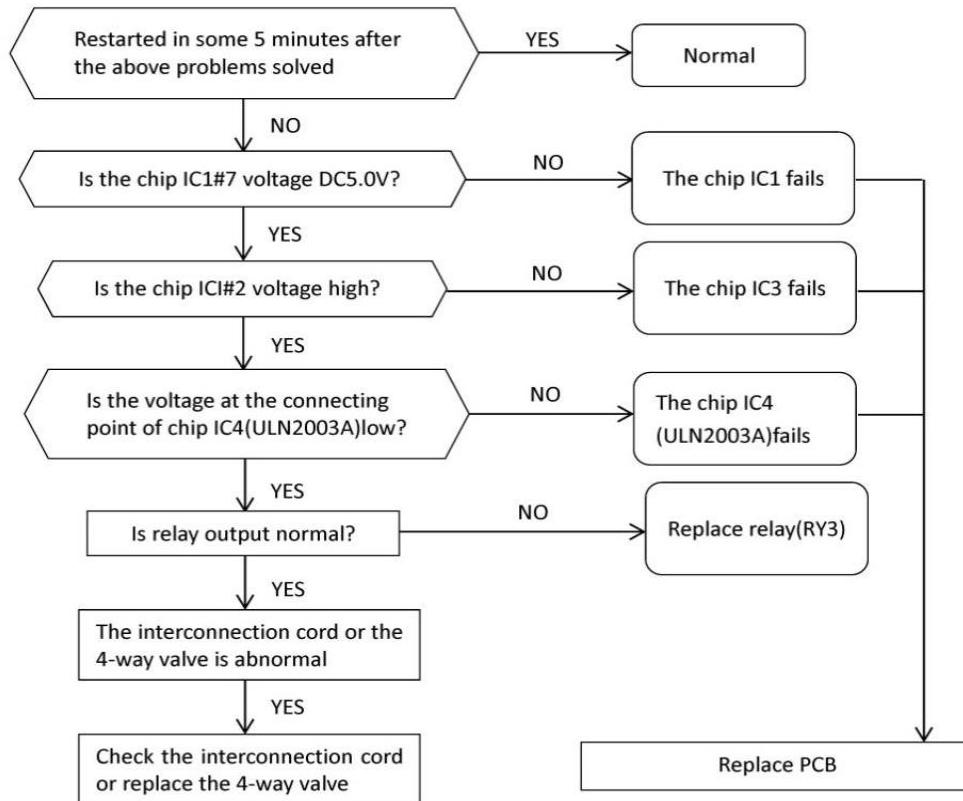 Restarted in some 5 minutes after
the above problems solved
YES
Normal
NO
Is the chip IC1#7 voltage DC5.0V?
NO
The chip IC1 fails
YES
Is the chip ICI#2 voltage high?
NO
The chip IC3 fails
YES
Is the voltage at the connecting
point of chip IC4(ULN2003A)low?
NO
The chip IC4
(ULN2003A)fails
YES
Is relay output normal?
NO
Replace relay(RY3)
YES
The interconnection cord or the
4-way valve is abnormal
YES
Check the interconnection cord
or replace the 4-way valve
Replace PCB